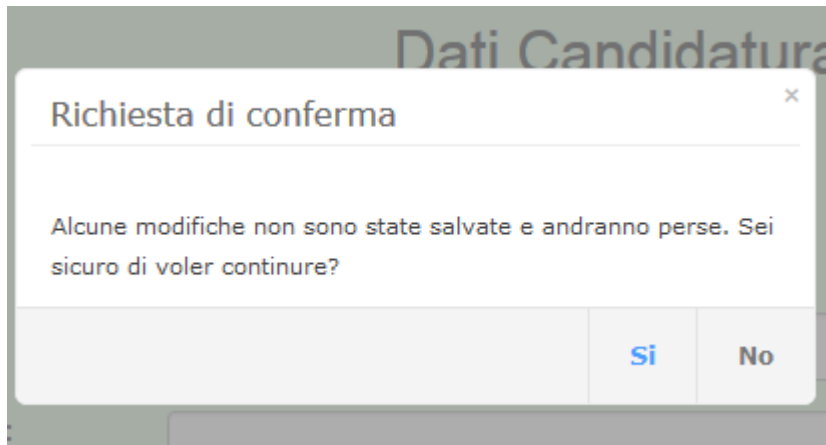 Dati Candidatura
Richiesta di conferma
×
Alcune modifiche non sono state salvate e andranno perse. Sei
sicuro di voler continure?
Si
No
: